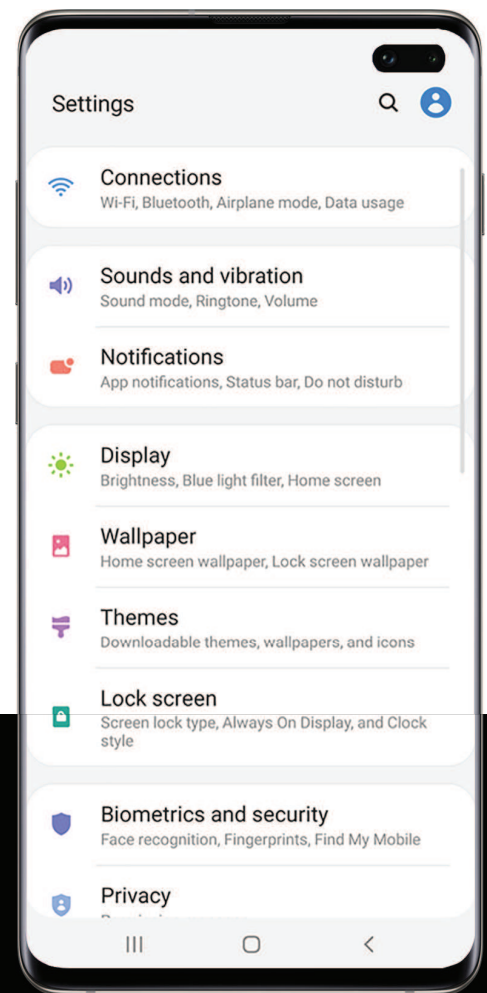 Settings
Connections
Wi-Fi, Bluetooth, Airplane mode, Data usage
Sounds and vibration
Sound mode, Ringtone, Volume
Notifications
App notifications, Status bar, Do not disturb
Display
Brightness, Blue light filter, Home screen
Wallpaper
Home screen wallpaper, Lock screen wallpaper
Themes
Downloadable themes, wallpapers, and icons
Lock screen
Screen lock type, Always On Display, and Clock
style
Biometrics and security
Face recognition, Fingerprints, Find My Mobile
Privacy